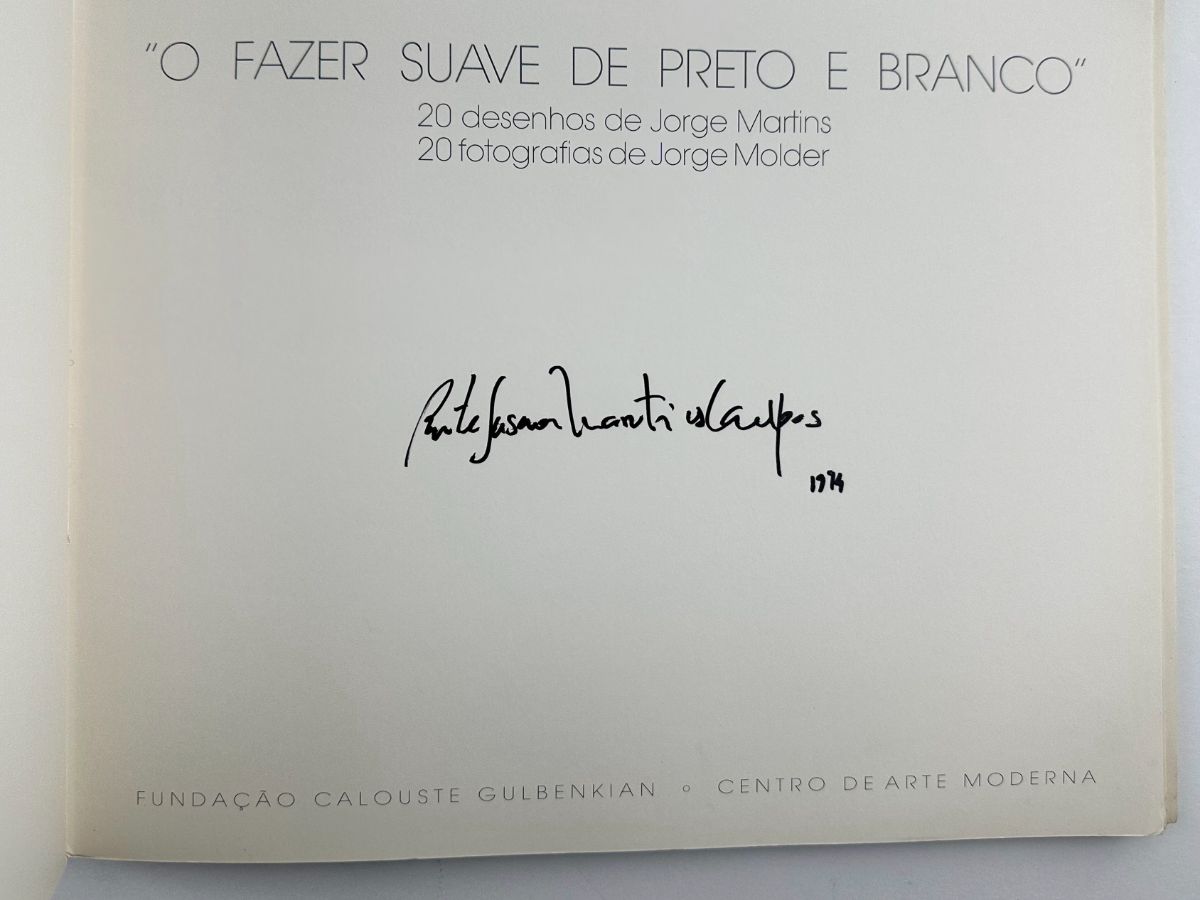 "O FAZER SUAVE DE PRETO E BRANCO"
20 desenhos de Jorge Martins
20 fotografias de Jorge Molder
FUNDAÇÃO CALOUSTE GULBENKIAN o CENTRO DE ARTE MODERNA